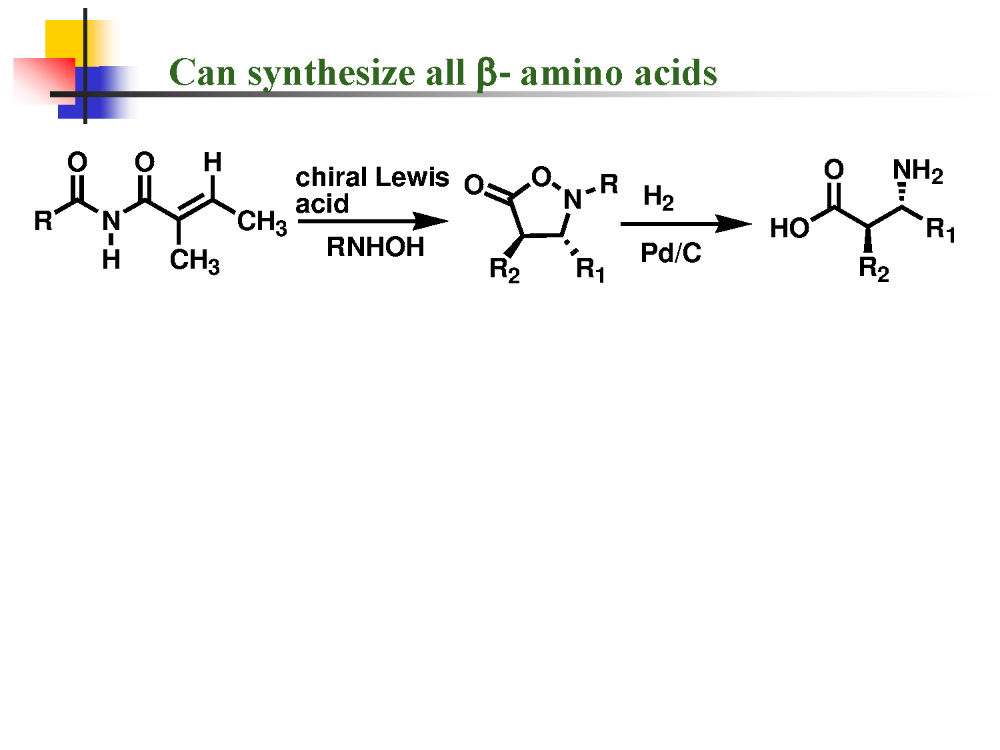 Can synthesize all β- amino acids
O O H
R N CH3
H CH3
chiral Lewis
acid
RNHOH
O O
N R
R2 R1
H2
Pd/C
O NH2
HO R1
R2